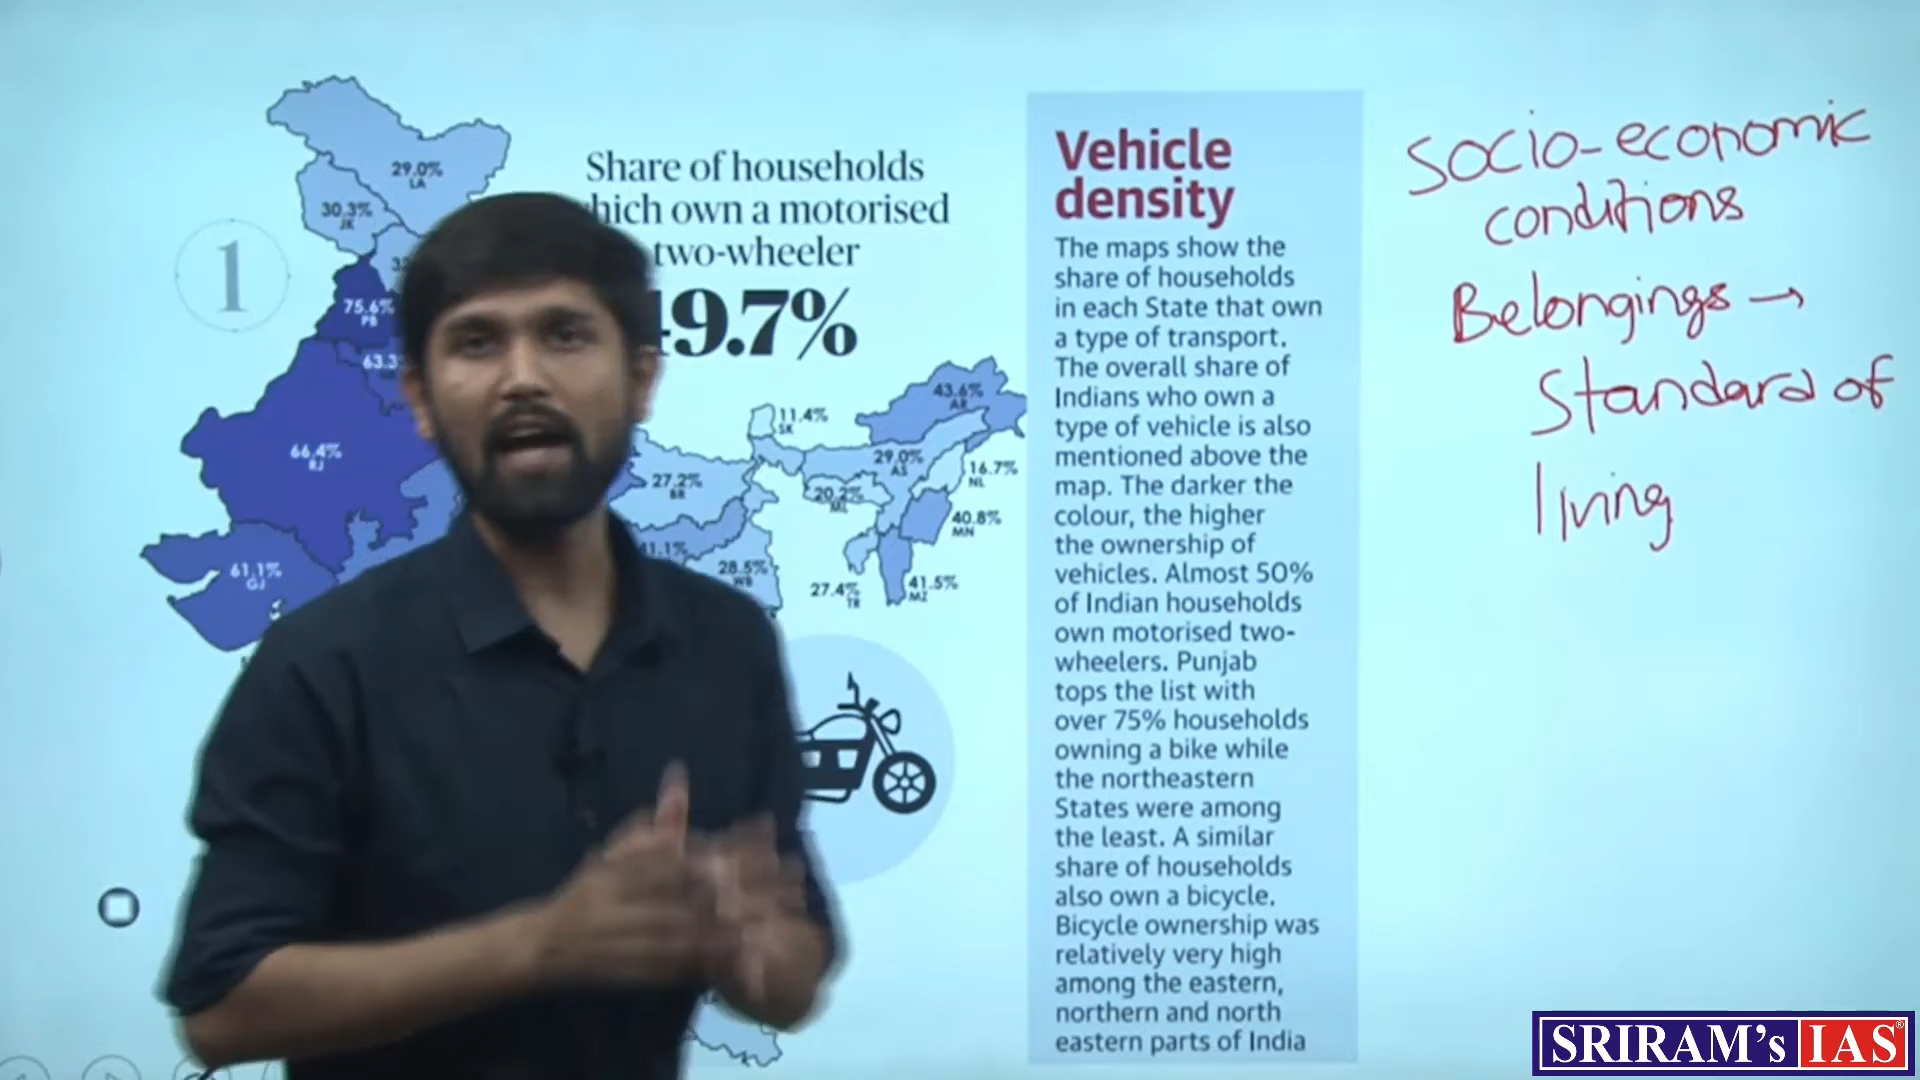 1
Share of households
which own a motorised
two-wheeler
49.7%
29.0%
LA
30.3%
JK
75.6%
PB
63.3
66.4%
RJ
61.1%
GJ
11.4%
SK
43.6%
AR
29.0%
AS
16.7%
NL
27.2%
BR
20.2%
ML
40.8%
MN
41.1%
28.5%
WB
27.4%
TR
41.5%
MZ
Vehicle
density
The maps show the
share of households
in each State that own
a type of transport.
The overall share of
Indians who own a
type of vehicle is also
mentioned above the
map. The darker the
colour, the higher
the ownership of
vehicles. Almost 50%
of Indian households
own motorised two-
wheelers. Punjab
tops the list with
over 75% households
owning a bike while
the northeastern
States were among
the least. A similar
share of households
also own a bicycle.
Bicycle ownership was
relatively very high
among the eastern,
northern and north
eastern parts of India
Socio-economic
conditions
Belongings →
Standard of
living
SRIRAM's IAS®